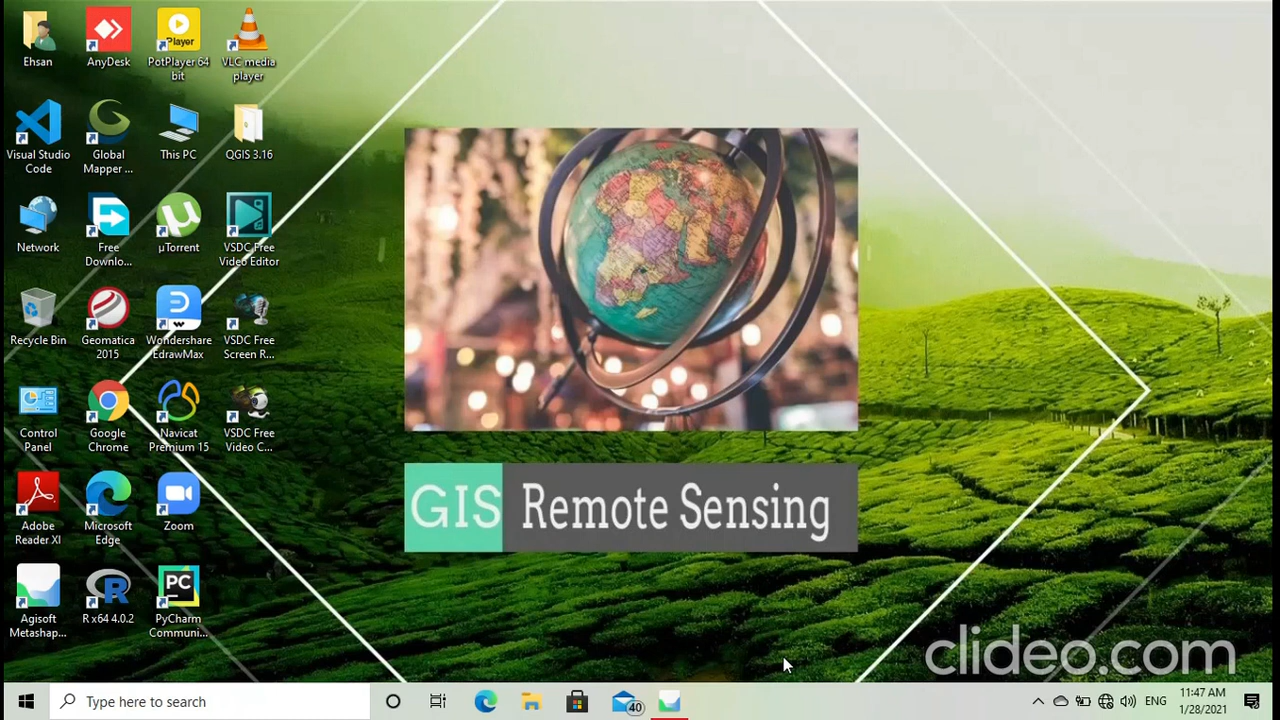 Ehsan
AnyDesk
PotPlayer 64
bit
VLC media
player
Visual Studio
Code
Global
Mapper ...
This PC
QGIS 3.16
Network
Free
Downlo...
µTorrent
VSDC Free
Video Editor
Recycle Bin
Geomatica
2015
Wondershare
EdrawMax
VSDC Free
Screen R...
Control
Panel
Google
Chrome
Navicat
Premium 15
VSDC Free
Video C...
Adobe
Reader XI
Microsoft
Edge
Zoom
Agisoft
Metashap...
R x64 4.0.2
PyCharm
Communi...
Player
PC
R
GIS Remote Sensing
clideo.com
Type here to search
40
ENG
11:47 AM
1/28/2021